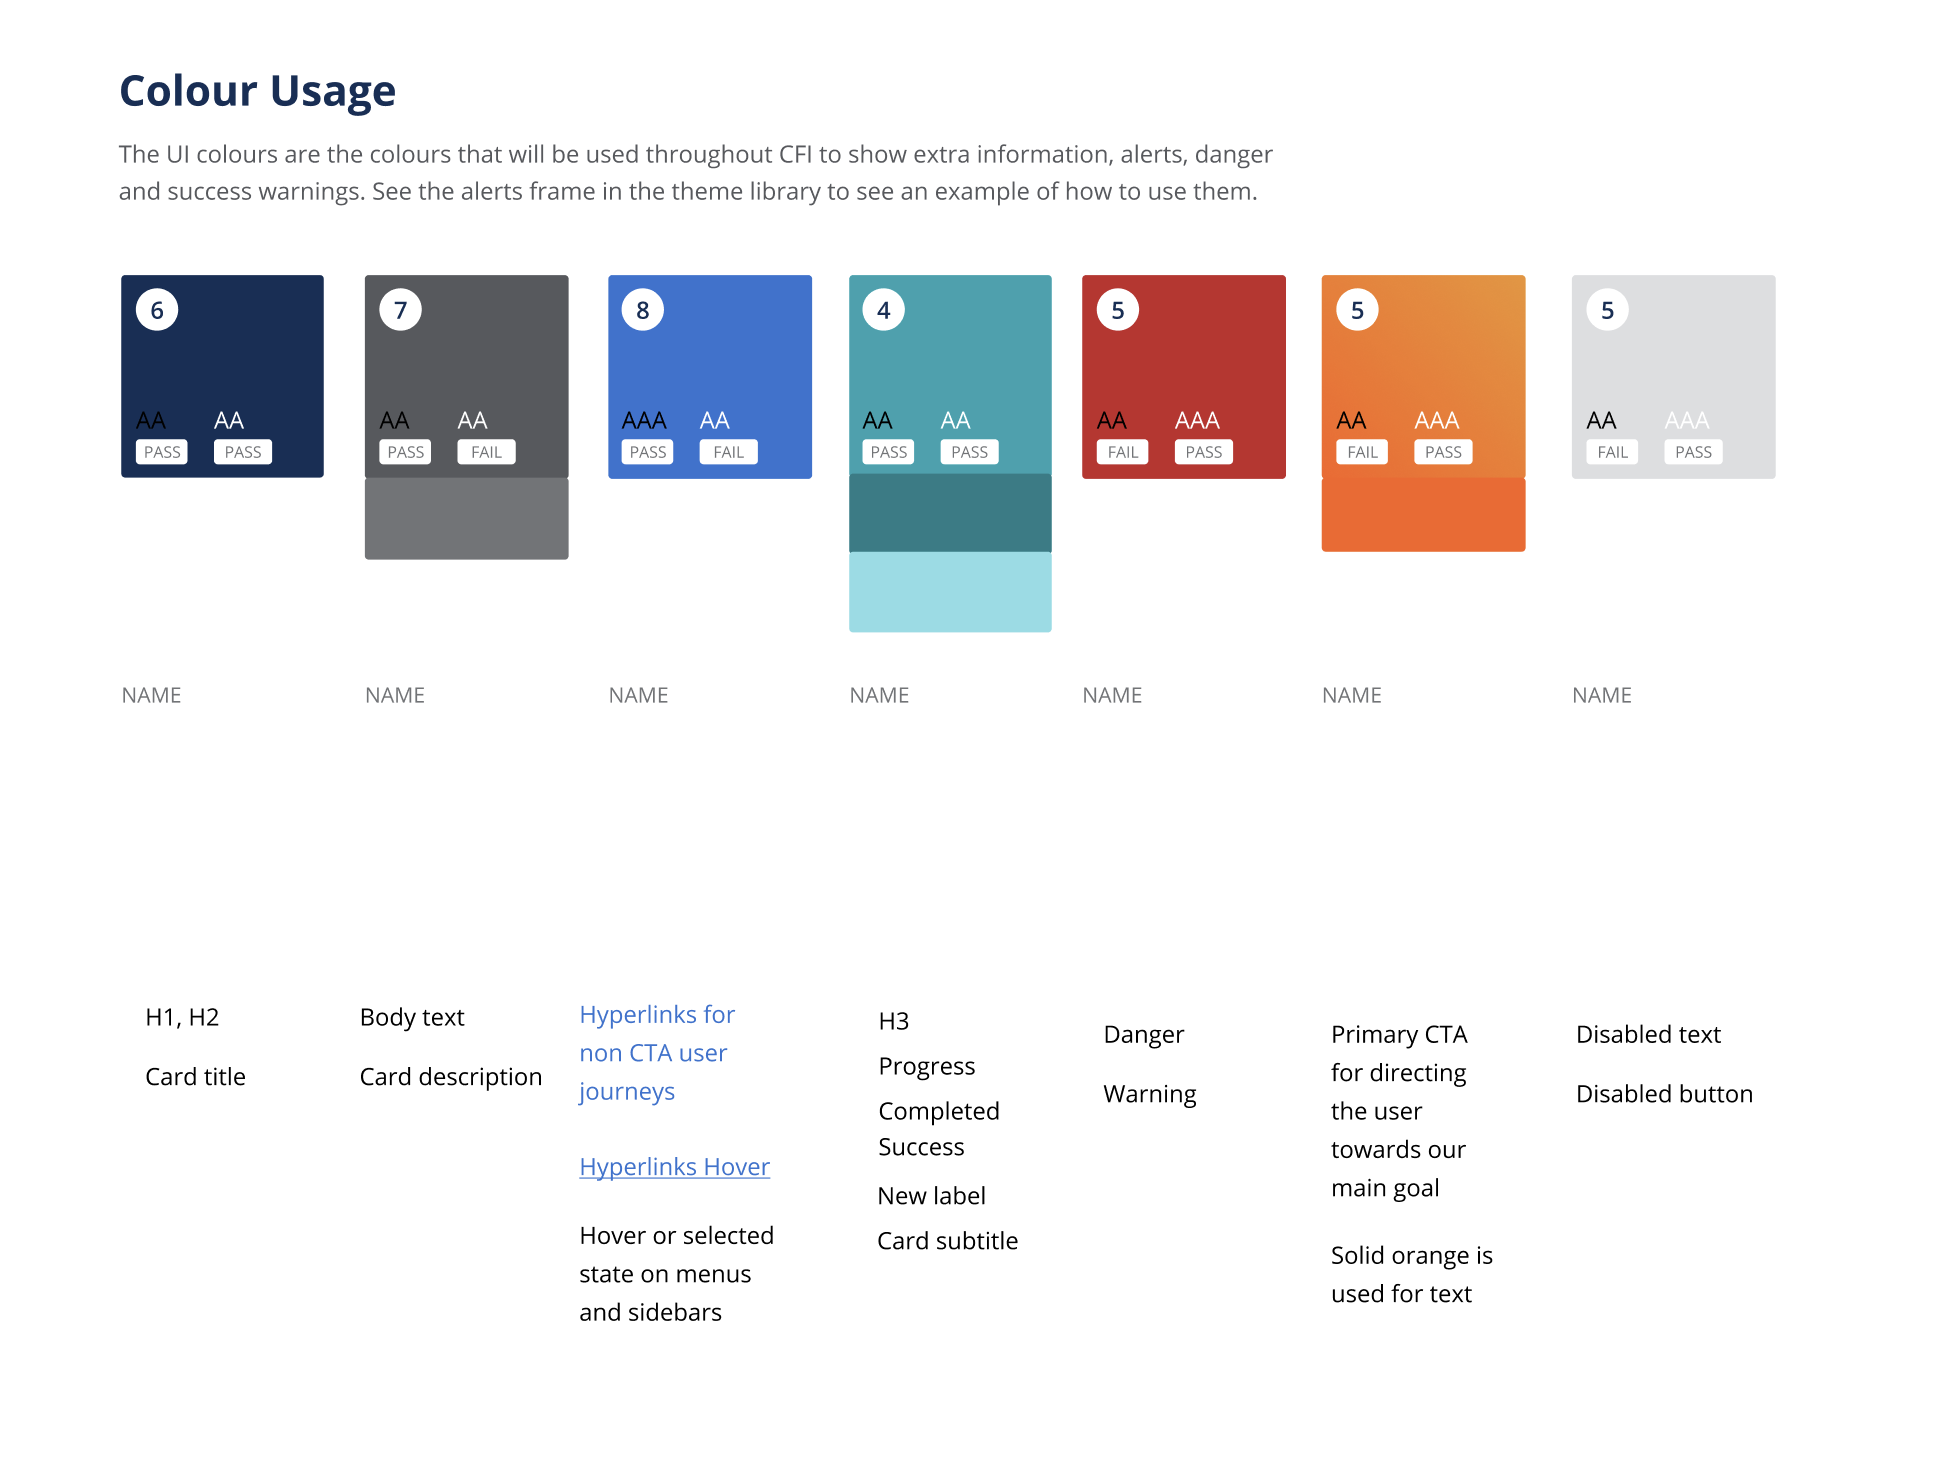 Colour Usage
The UI colours are the colours that will be used throughout CFI to show extra information, alerts, danger
and success warnings. See the alerts frame in the theme library to see an example of how to use them.
6
AA AA
PASS PASS
7
AA AA
PASS FAIL
8
AAA AA
PASS FAIL
4
AA AA
PASS PASS
5
AA AAA
FAIL PASS
5
AA AAA
FAIL PASS
5
AA AAA
FAIL PASS
NAME NAME NAME NAME NAME NAME NAME
H1, H2
Card title
Body text
Card description
Hyperlinks for
non CTA user
journeys
Hyperlinks Hover
Hover or selected
state on menus
and sidebars
H3
Progress
Completed
Success
New label
Card subtitle
Danger
Warning
Primary CTA
for directing
the user
towards our
main goal
Solid orange is
used for text
Disabled text
Disabled button